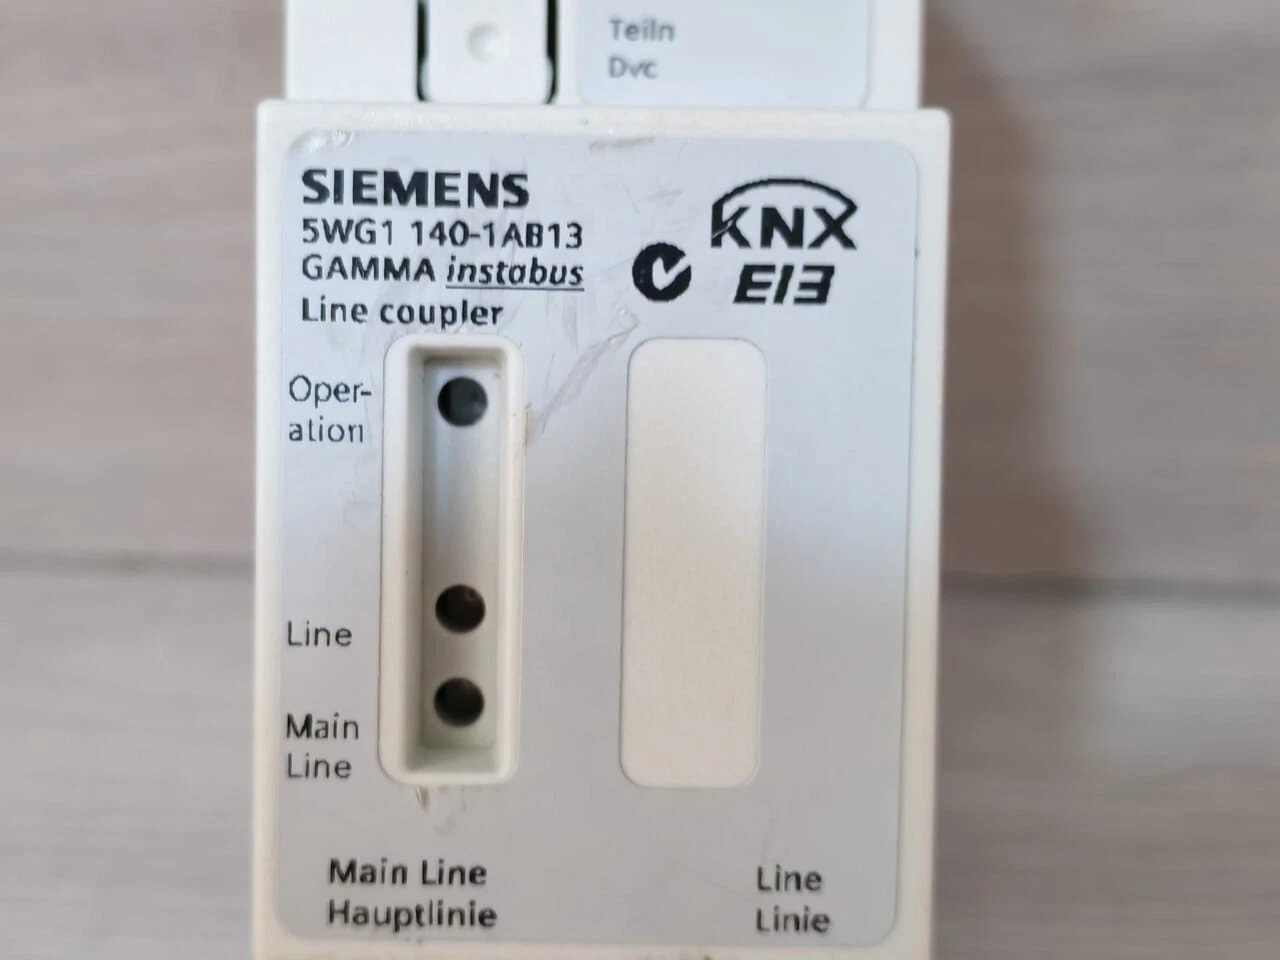 Teiln
Dvc
SIEMENS
5WG1 140-1AB13
GAMMA instabus
Line coupler
KNX
EIB
Oper-
ation
Line
Main
Line
Main Line
Hauptlinie
Line
Linie